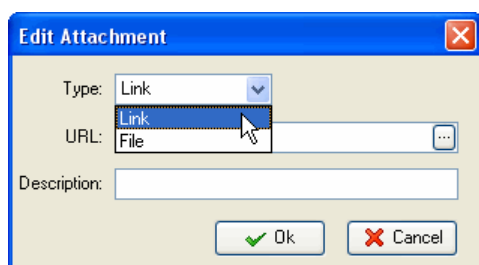 Edit Attachment
Type: Link
Link
URL: File
...
Description:
Ok Cancel